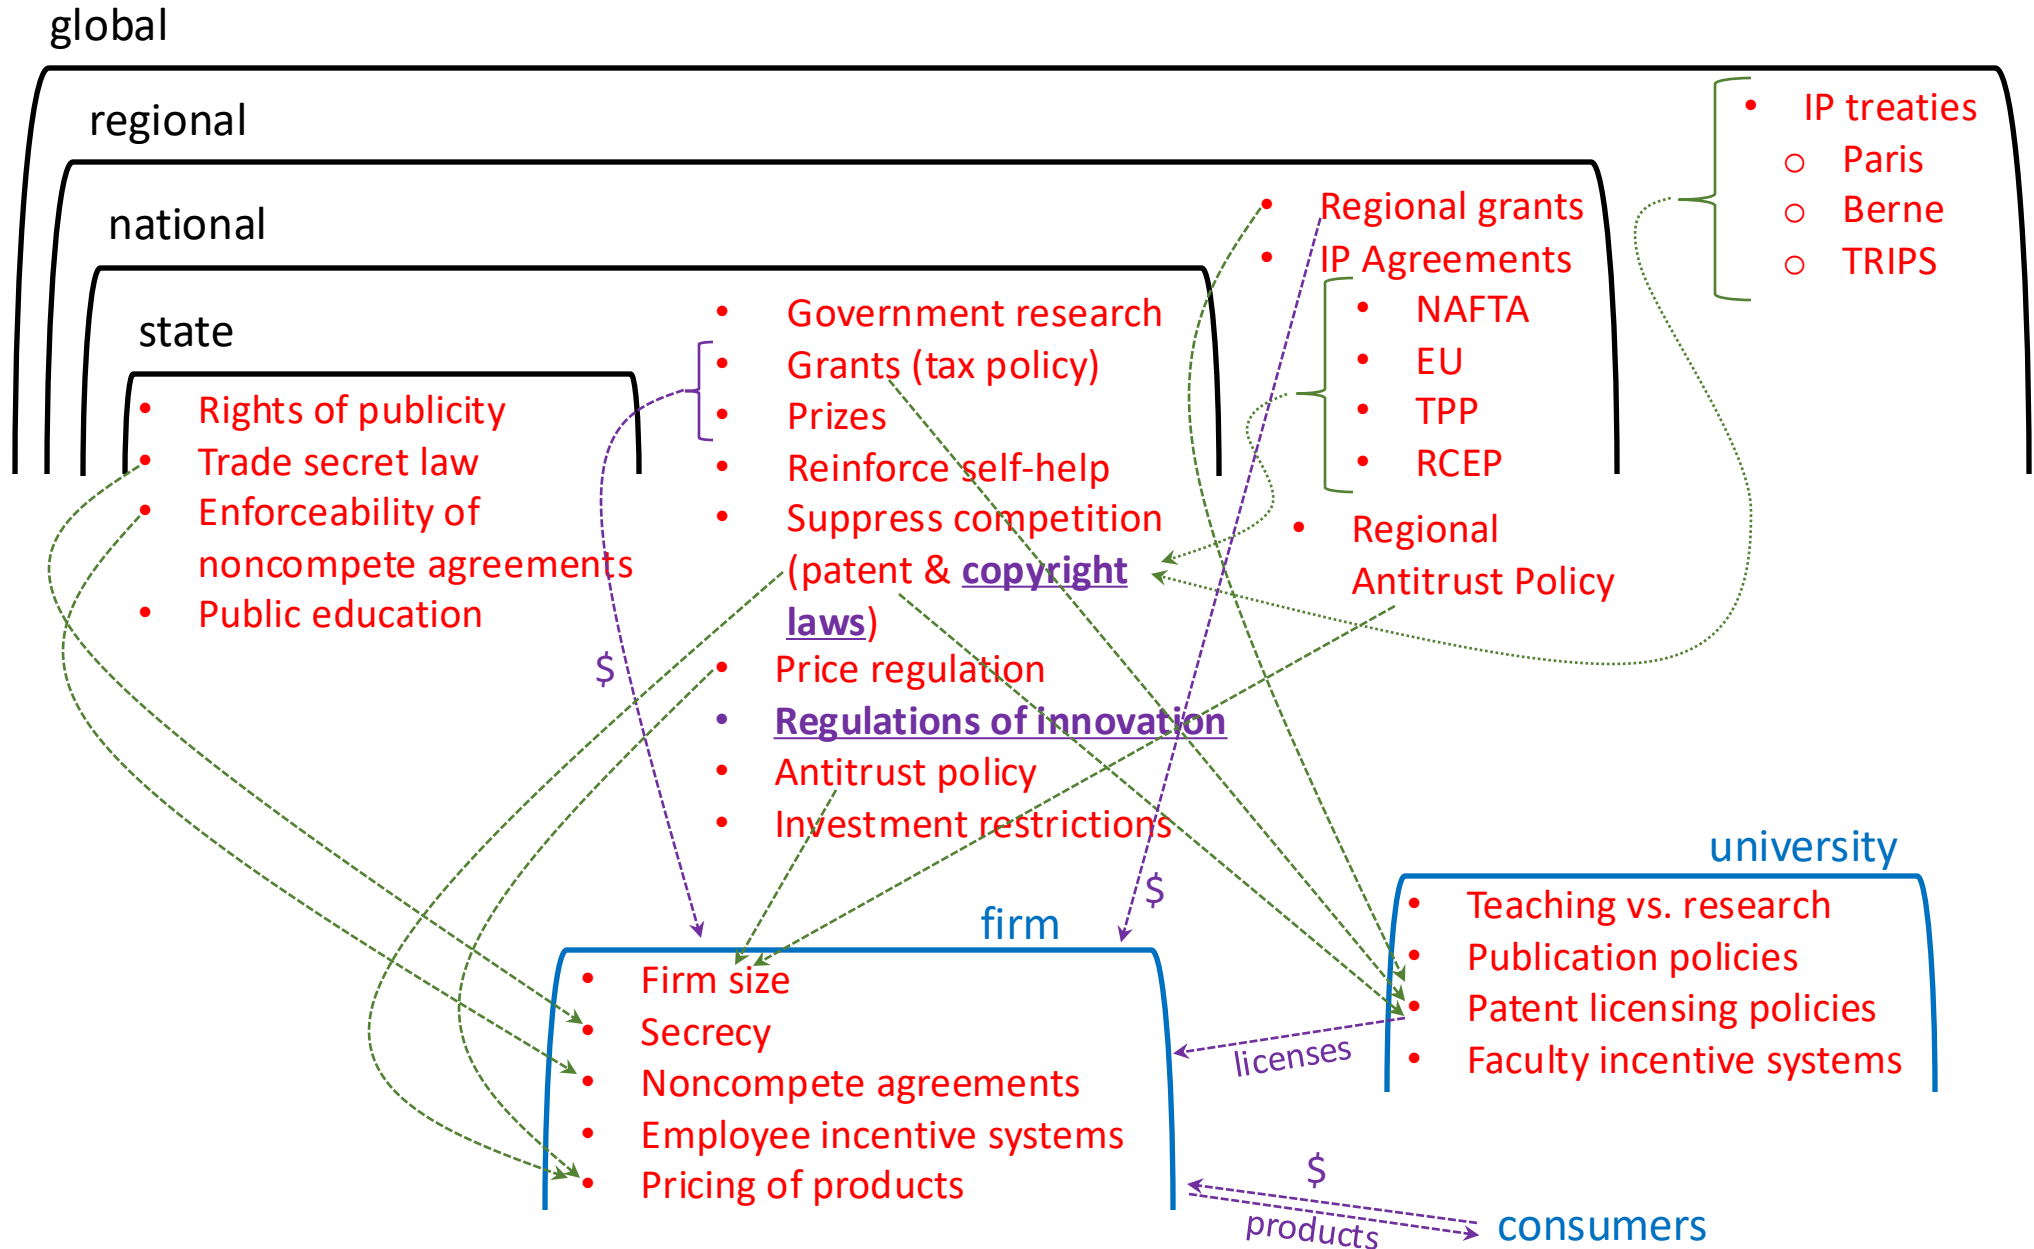 global
regional
national
state
• Rights of publicity
• Trade secret law
• Enforceability of
noncompete agreements
• Public education
• Government research
• Grants (tax policy)
• Prizes
• Reinforce self-help
• Suppress competition
(patent & copyright
laws)
• Price regulation
• Regulations of innovation
• Antitrust policy
• Investment restrictions
• Regional grants
• IP Agreements
• NAFTA
• EU
• TPP
• RCEP
• Regional
Antitrust Policy
• IP treaties
○ Paris
○ Berne
○ TRIPS
$
$
firm
• Firm size
• Secrecy
• Noncompete agreements
• Employee incentive systems
• Pricing of products
university
• Teaching vs. research
• Publication policies
• Patent licensing policies
• Faculty incentive systems
licenses
$
products
consumers